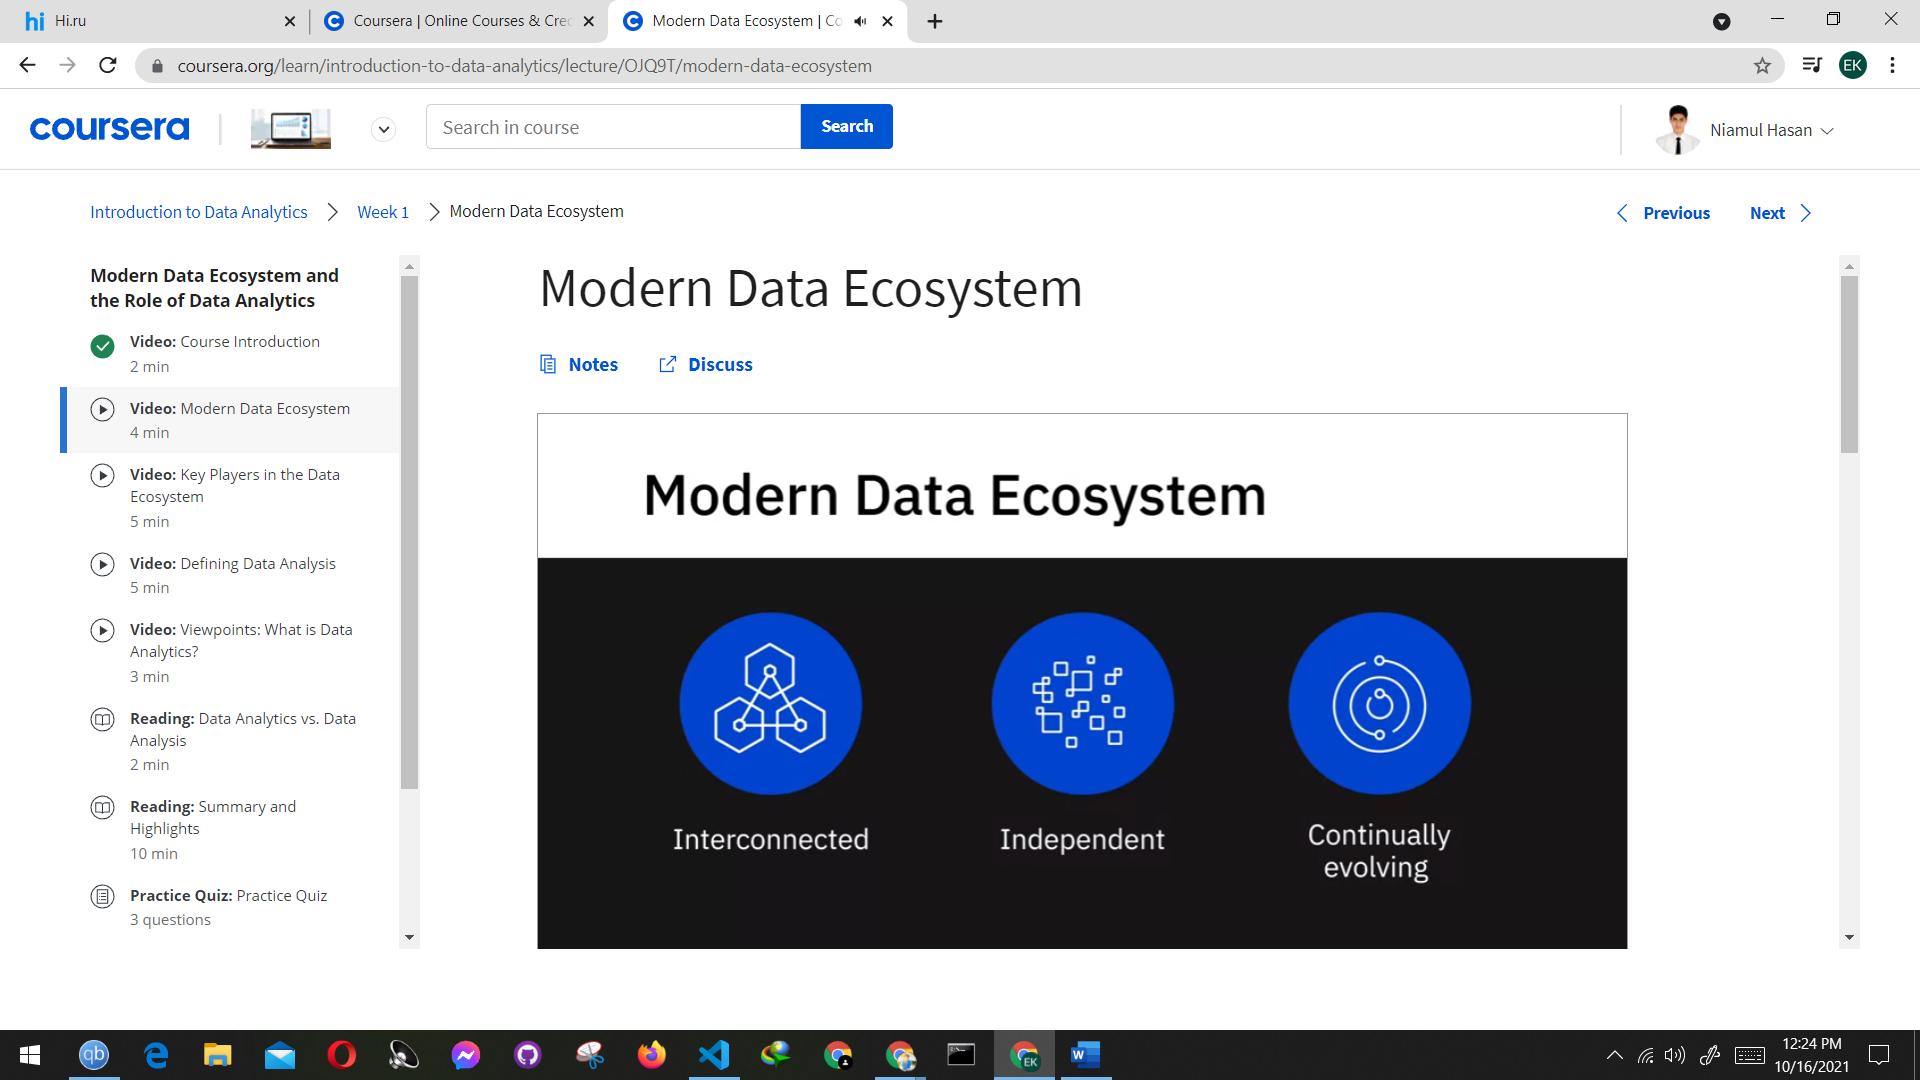 hi Hi.ru
Coursera | Online Courses & Cre
Modern Data Ecosystem | Co
coursera.org/learn/introduction-to-data-analytics/lecture/OJQ9T/modern-data-ecosystem
EK
coursera
Search in course
Search
Niamul Hasan
Introduction to Data Analytics
Week 1
Modern Data Ecosystem
Previous
Next
Modern Data Ecosystem and
the Role of Data Analytics
Video: Course Introduction
2 min
Video: Modern Data Ecosystem
4 min
Video: Key Players in the Data
Ecosystem
5 min
Video: Defining Data Analysis
5 min
Video: Viewpoints: What is Data
Analytics?
3 min
Reading: Data Analytics vs. Data
Analysis
2 min
Reading: Summary and
Highlights
10 min
Practice Quiz: Practice Quiz
3 questions
Modern Data Ecosystem
Notes
Discuss
Modern Data Ecosystem
Interconnected
Independent
Continually
evolving
qb
EK
W
12:24 PM
10/16/2021